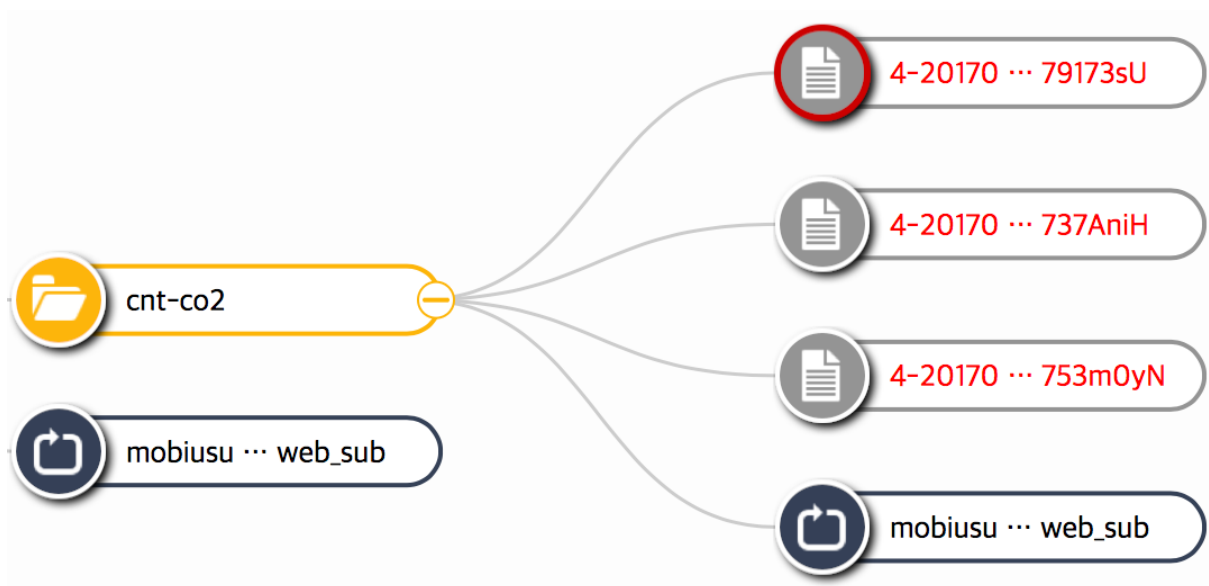 4-20170 ··· 79173sU
4-20170 ··· 737AniH
cnt-co2
4-20170 ··· 753m0yN
mobiusu ··· web_sub
mobiusu ··· web_sub